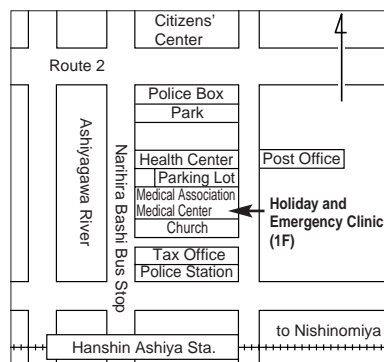 Citizens'
Center
Route 2
Police Box
Park
Ashiyagawa River
Narihira Bashi Bus Stop
Health Center
Post Office
Parking Lot
Medical Association
Medical Center
Holiday and
Emergency Clinic
(1F)
Church
Tax Office
Police Station
to Nishinomiya
Hanshin Ashiya Sta.